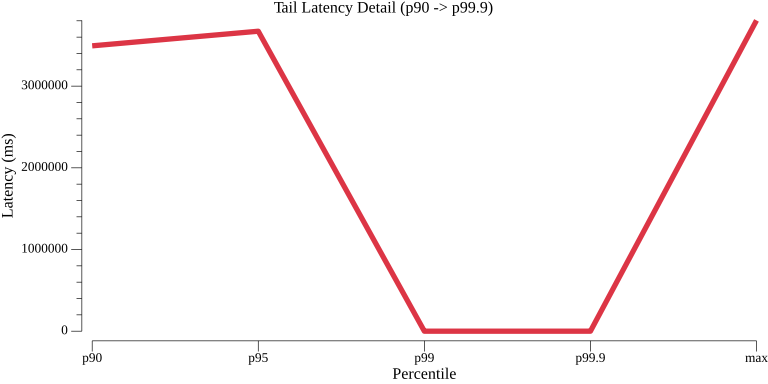 Tail Latency Detail (p90 -> p99.9)
Latency (ms)
3000000
2000000
1000000
0
p90 p95 p99 p99.9 max
Percentile